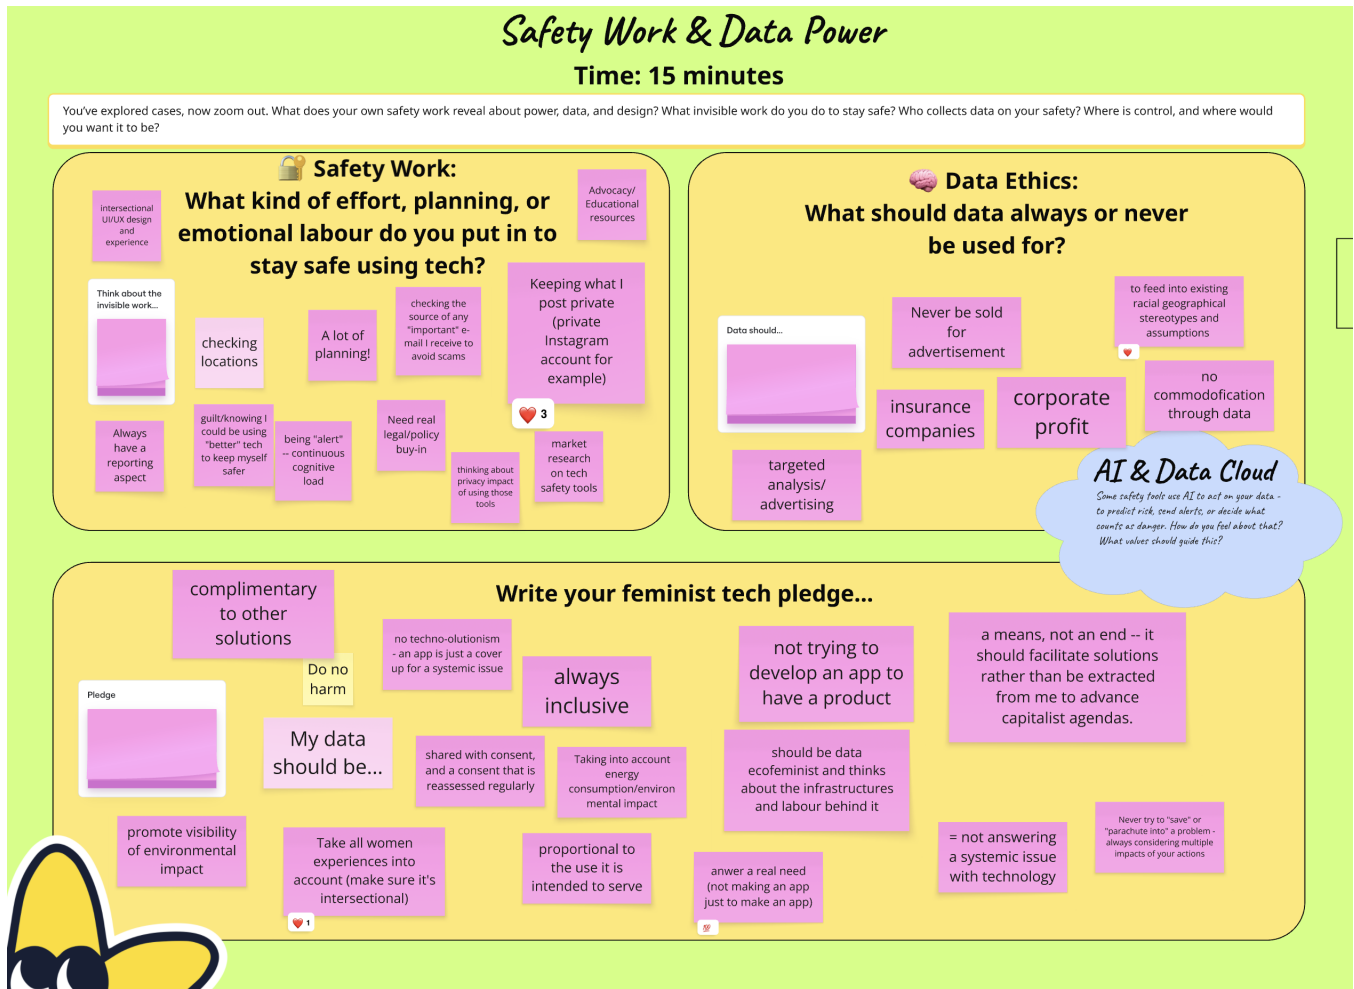 Safety Work & Data Power
Time: 15 minutes
You've explored cases, now zoom out. What does your own safety work reveal about power, data, and design? What invisible work do you do to stay safe? Who collects data on your safety? Where is control, and where would
you want it to be?
Safety Work:
What kind of effort, planning, or
emotional labour do you put in to
stay safe using tech?
intersectional
UI/UX design
and
experience
Advocacy/
Educational
resources
Think about the
invisible work...
checking
locations
A lot of
planning!
checking the
source of any
"important" e-
mail I receive to
avoid scams
Keeping what I
post private
(private
Instagram
account for
example)
3
Always
have a
reporting
aspect
guilt/knowing I
could be using
"better" tech
to keep myself
safer
being "alert"
-- continuous
cognitive
load
Need real
legal/policy
buy-in
thinking about
privacy impact
of using those
tools
market
research
on tech
safety tools
Data Ethics:
What should data always or never
be used for?
Data should...
Never be sold
for
advertisement
to feed into existing
racial geographical
stereotypes and
assumptions
insurance
companies
corporate
profit
no
commodofication
through data
targeted
analysis/
advertising
AI & Data Cloud
Some safety tools use AI to act on your data -
to predict risk, send alerts, or decide what
counts as danger. How do you feel about that?
What values should guide this?
Write your feminist tech pledge...
complimentary
to other
solutions
Do no
harm
Pledge
My data
should be...
no techno-olutionism
- an app is just a cover
up for a systemic issue
always
inclusive
not trying to
develop an app to
have a product
a means, not an end -- it
should facilitate solutions
rather than be extracted
from me to advance
capitalist agendas.
shared with consent,
and a consent that is
reassessed regularly
Taking into account
energy
consumption/environ
mental impact
should be data
ecofeminist and thinks
about the infrastructures
and labour behind it
promote visibility
of environmental
impact
Take all women
experiences into
account (make sure it's
intersectional)
1
proportional to
the use it is
intended to serve
anwer a real need
(not making an app
just to make an app)
100
= not answering
a systemic issue
with technology
Never try to "save" or
"parachute into" a problem -
always considering multiple
impacts of your actions